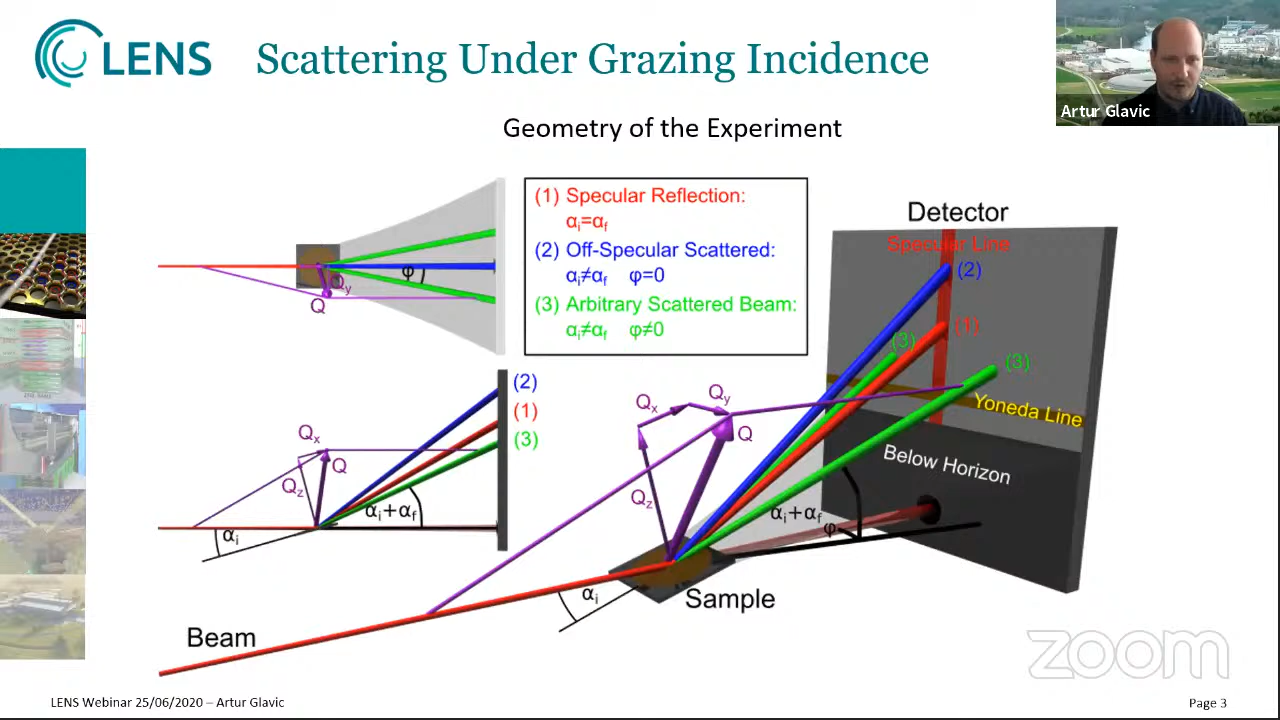 LENS
Scattering Under Grazing Incidence
Artur Glavic
Geometry of the Experiment
(1) Specular Reflection:
αi=αf
(2) Off-Specular Scattered:
αi≠αf φ=0
(3) Arbitrary Scattered Beam:
αi≠αf φ≠0
φ
Qy
Q
Detector
Specular Line
(2)
(1)
(3)
(3)
Yoneda Line
Below Horizon
(2)
(1)
(3)
Qx
Q
Qz
αi+αf
αi
Qx
Qy
Q
Qz
αi+αf
φ
αi
Sample
Beam
zoom
LENS Webinar 25/06/2020 – Artur Glavic
Page 3